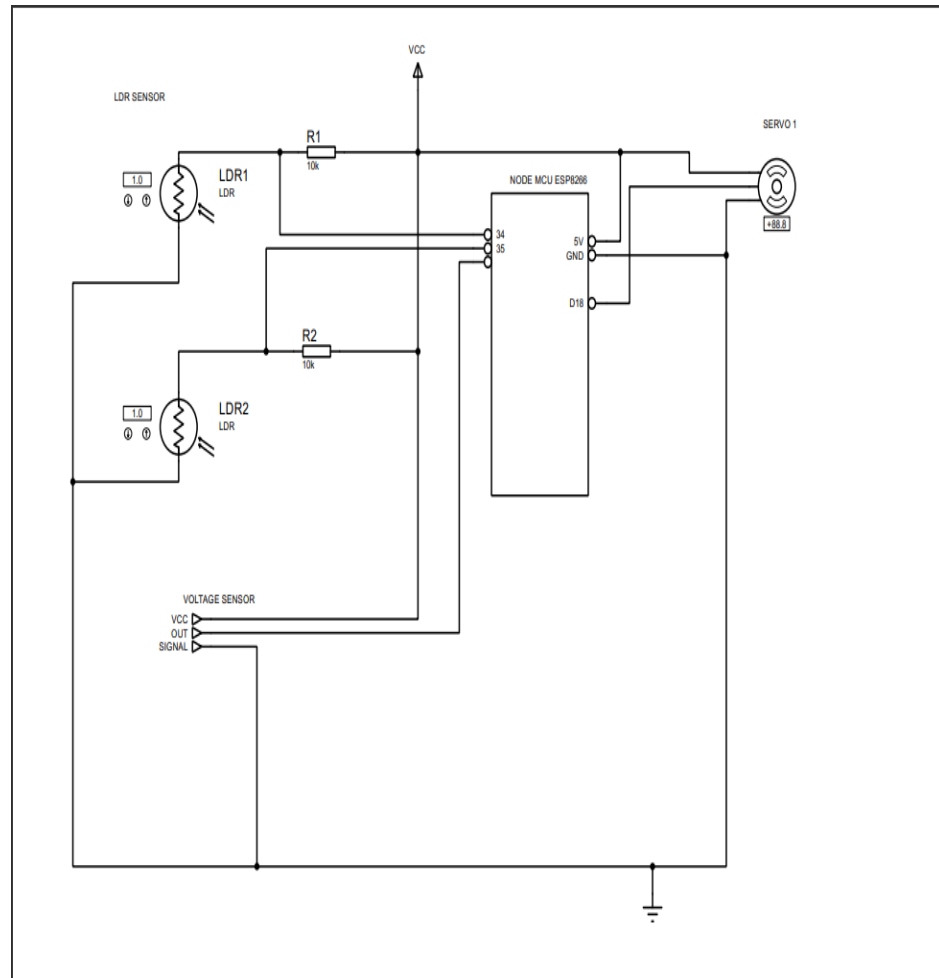 VCC
LDR SENSOR
SERVO 1
R1
10k
1.0
LDR1
LDR
NODE MCU ESP8266
+88.8
34
35
5V
GND
D18
R2
10k
1.0
LDR2
LDR
VOLTAGE SENSOR
VCC
OUT
SIGNAL